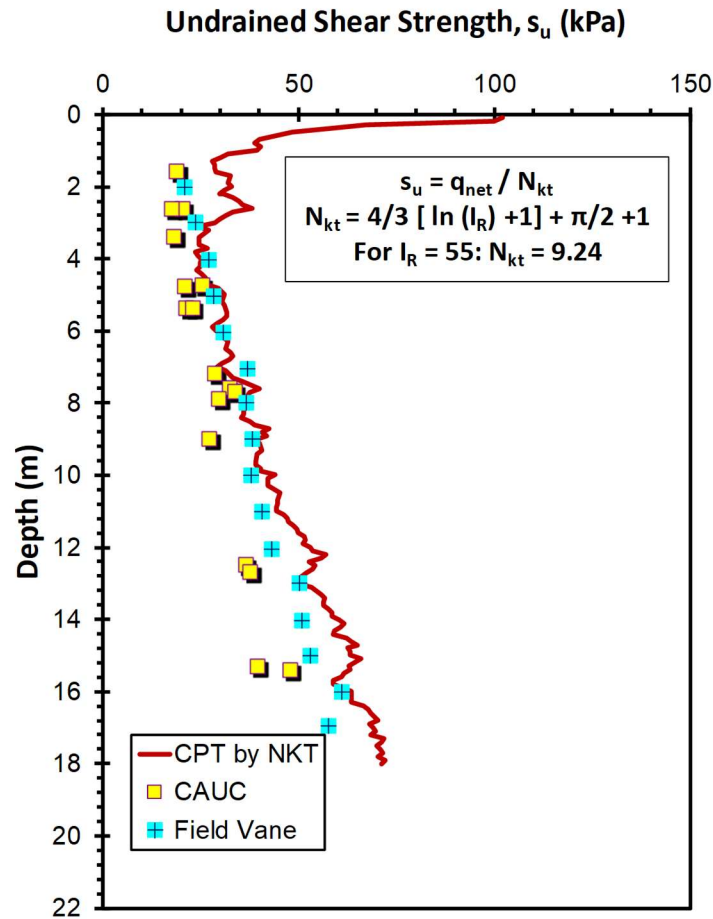 Undrained Shear Strength, su (kPa)
0 50 100 150
0
2
4
6
8
10
12
14
16
18
20
22
Depth (m)
su = qnet / Nkt
Nkt = 4/3 [ ln (IR) +1] + π/2 +1
For IR = 55: Nkt = 9.24
CPT by NKT
CAUC
Field Vane